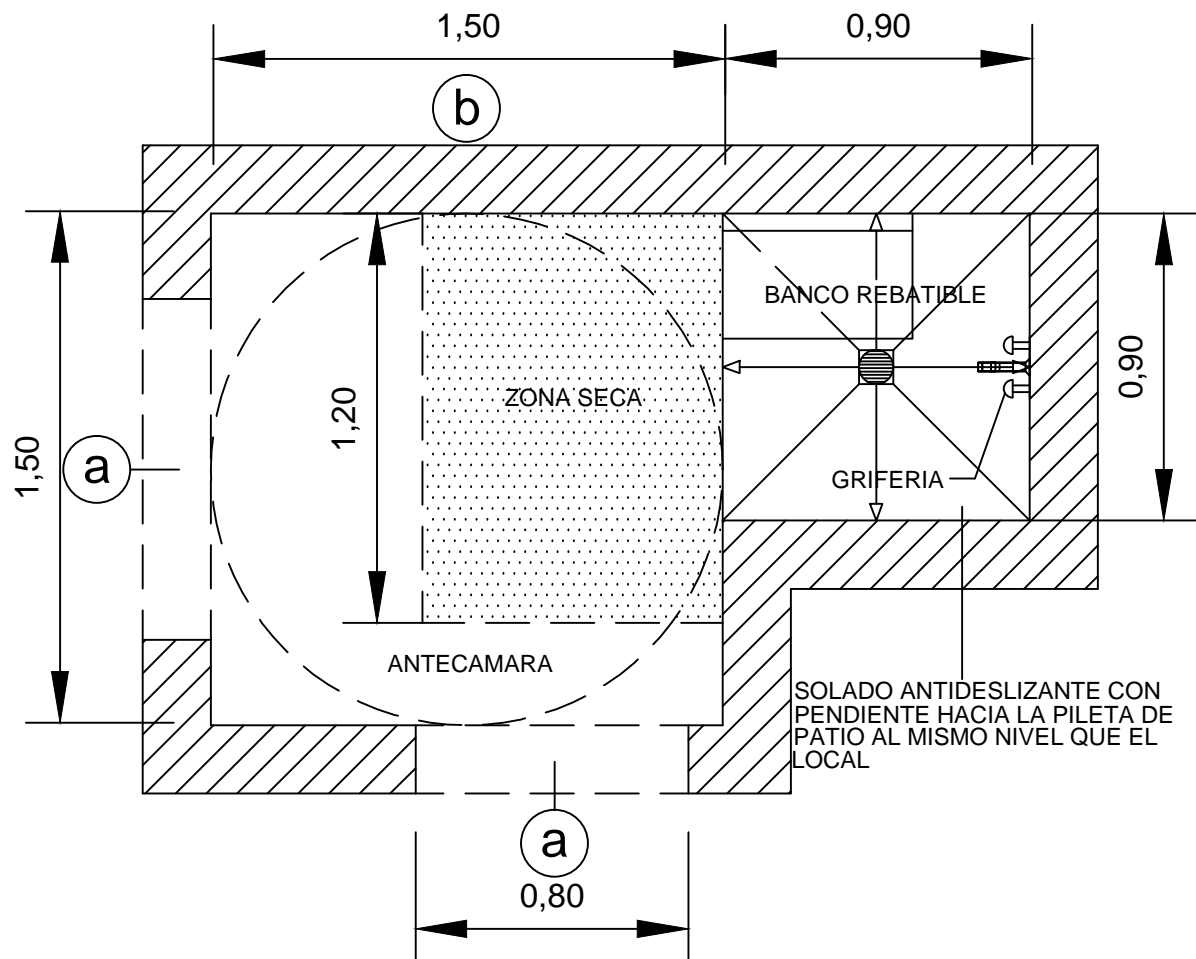 1,50
0,90
b
BANCO REBATIBLE
ZONA SECA
1,20
0,90
1,50
a
GRIFERIA
ANTECAMARA
SOLADO ANTIDESLIZANTE CON
PENDIENTE HACIA LA PILETA DE
PATIO AL MISMO NIVEL QUE EL
LOCAL
a
0,80